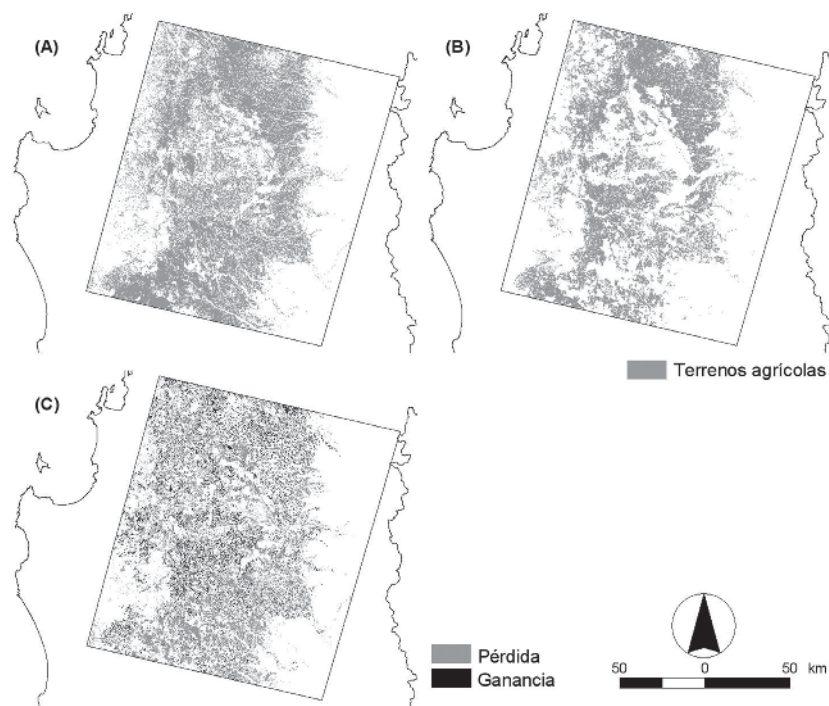 (A)
(B)
Terrenos agrícolas
(C)
Pérdida
Ganancia
50 0 50 km